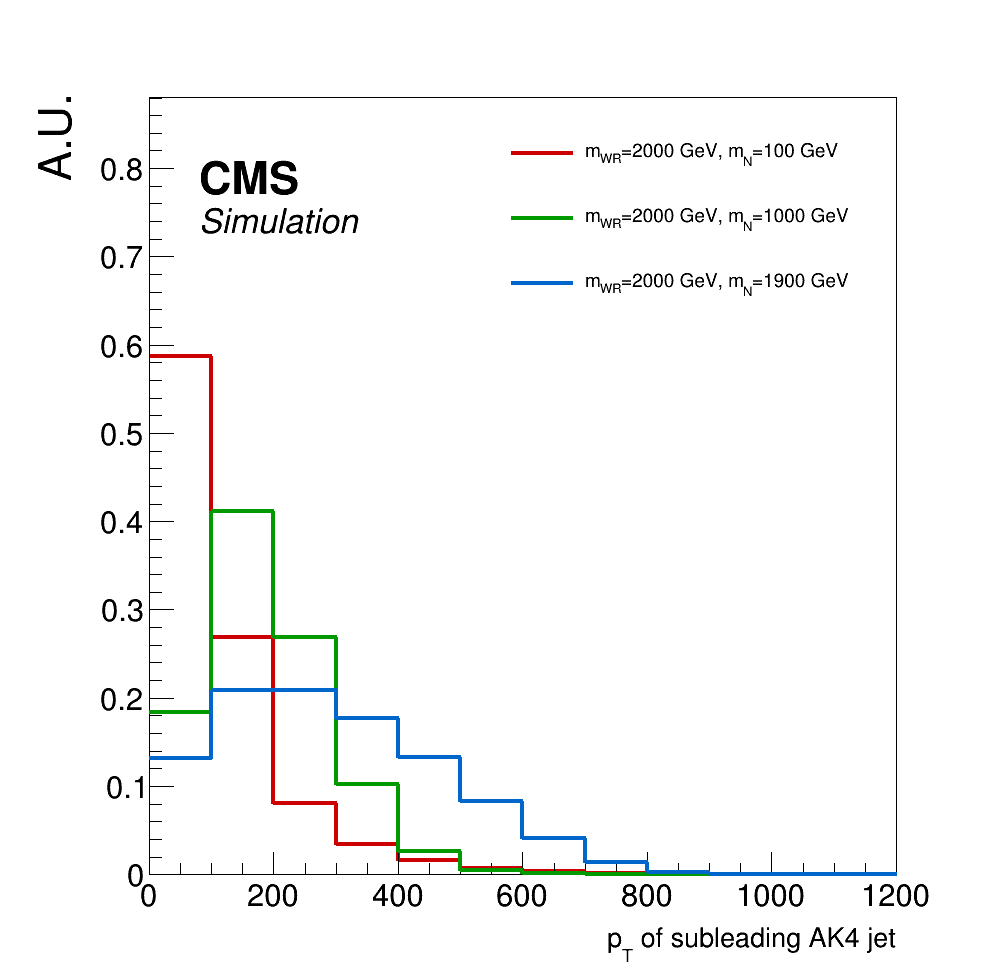 A.U.
CMS
Simulation
m_WR=2000 GeV, m_N=100 GeV
m_WR=2000 GeV, m_N=1000 GeV
m_WR=2000 GeV, m_N=1900 GeV
0.8
0.7
0.6
0.5
0.4
0.3
0.2
0.1
0
0 200 400 600 800 1000 1200
p_T of subleading AK4 jet